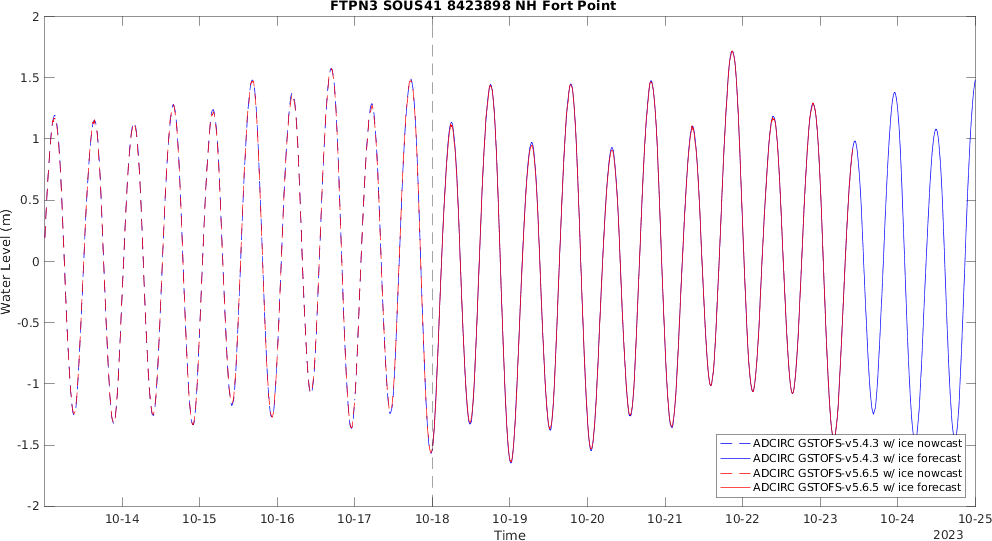 FTPN3 SOUS41 8423898 NH Fort Point
2
1.5
1
0.5
0
-0.5
-1
-1.5
-2
Water Level (m)
10-14 10-15 10-16 10-17 10-18 10-19 10-20 10-21 10-22 10-23 10-24 10-25
Time
2023
ADCIRC GSTOFS-v5.4.3 w/ ice nowcast
ADCIRC GSTOFS-v5.4.3 w/ ice forecast
ADCIRC GSTOFS-v5.6.5 w/ ice nowcast
ADCIRC GSTOFS-v5.6.5 w/ ice forecast